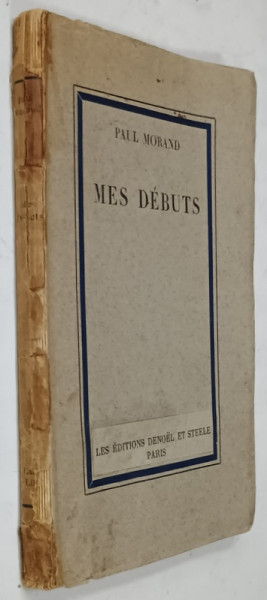 PAUL MORAND
MES DÉBUTS
LES ÉDITIONS DENOËL ET STEELE
PARIS